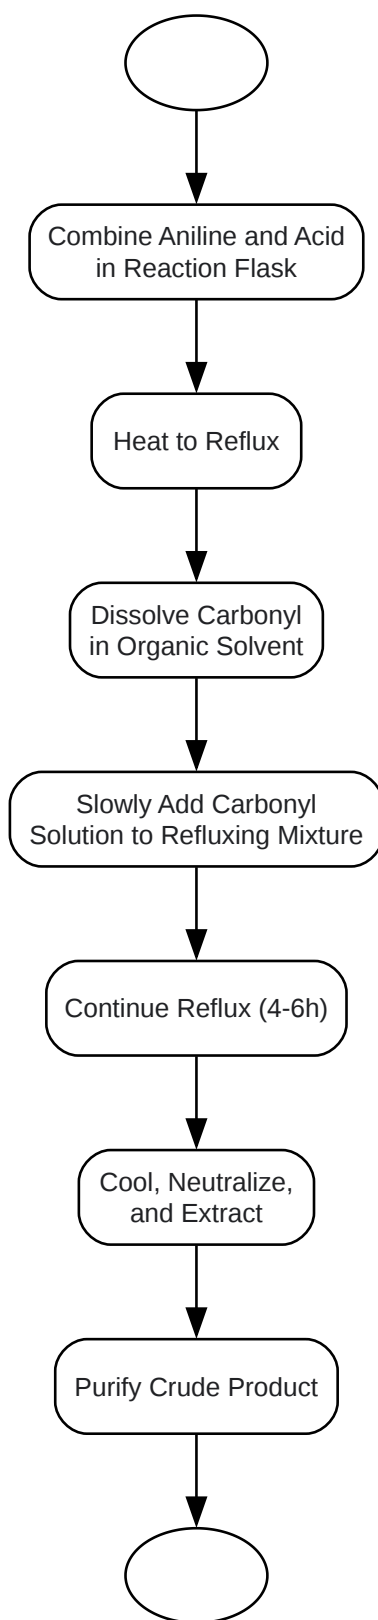 Combine Aniline and Acid
in Reaction Flask
Heat to Reflux
Dissolve Carbonyl
in Organic Solvent
Slowly Add Carbonyl
Solution to Refluxing Mixture
Continue Reflux (4-6h)
Cool, Neutralize,
and Extract
Purify Crude Product